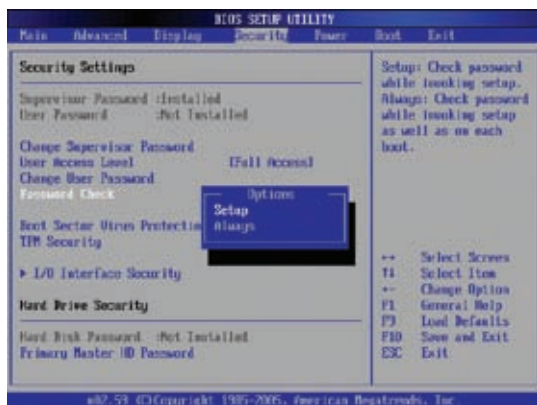 BIOS SETUP UTILITY
Main Advanced Display Security Power Boot Exit
Security Settings
Supervisor Password :Installed
User Password :Not Installed
Change Supervisor Password
User Access Level [Full Access]
Change User Password
Password Check
Boot Sector Virus Protectio
TPM Security
▶ I/O Interface Security
Hard Drive Security
Hard Disk Password :Not Installed
Primary Master HD Password
Options
Setup
Always
Setup: Check password
while invoking setup.
Always: Check password
while invoking setup
as well as on each
boot.
↔ Select Screen
↑↓ Select Item
+- Change Option
F1 General Help
F9 Load Defaults
F10 Save and Exit
ESC Exit
v02.59 (C)Copyright 1985-2005, American Megatrends, Inc